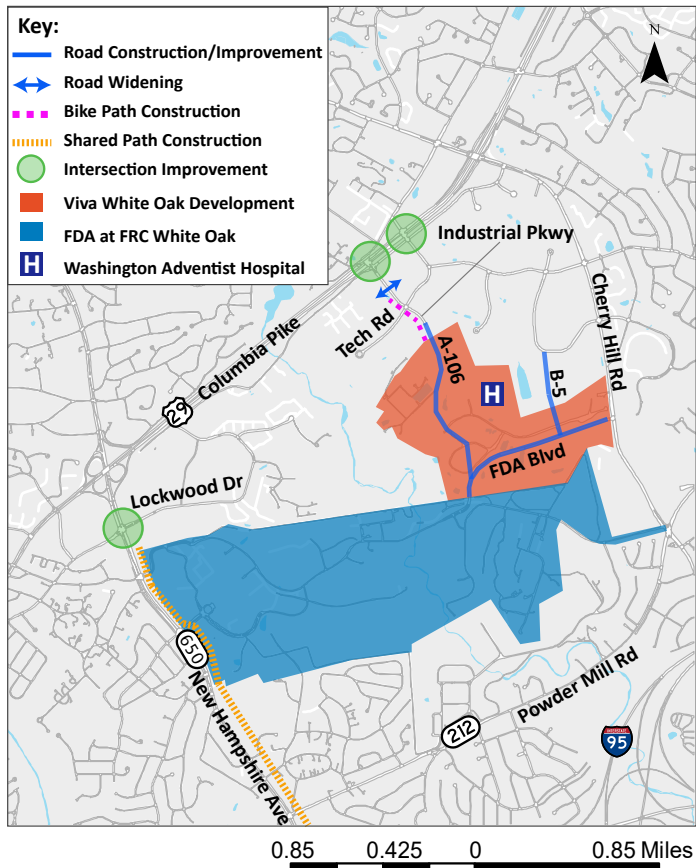 Key:
Road Construction/Improvement
Road Widening
Bike Path Construction
Shared Path Construction
Intersection Improvement
Viva White Oak Development
FDA at FRC White Oak
H Washington Adventist Hospital
N
Industrial Pkwy
Cherry Hill Rd
Tech Rd
A-106
B-5
H
Columbia Pike
29
FDA Blvd
Lockwood Dr
650
New Hampshire Ave
Powder Mill Rd
212
INTERSTATE
95
0.85 0.425 0 0.85 Miles